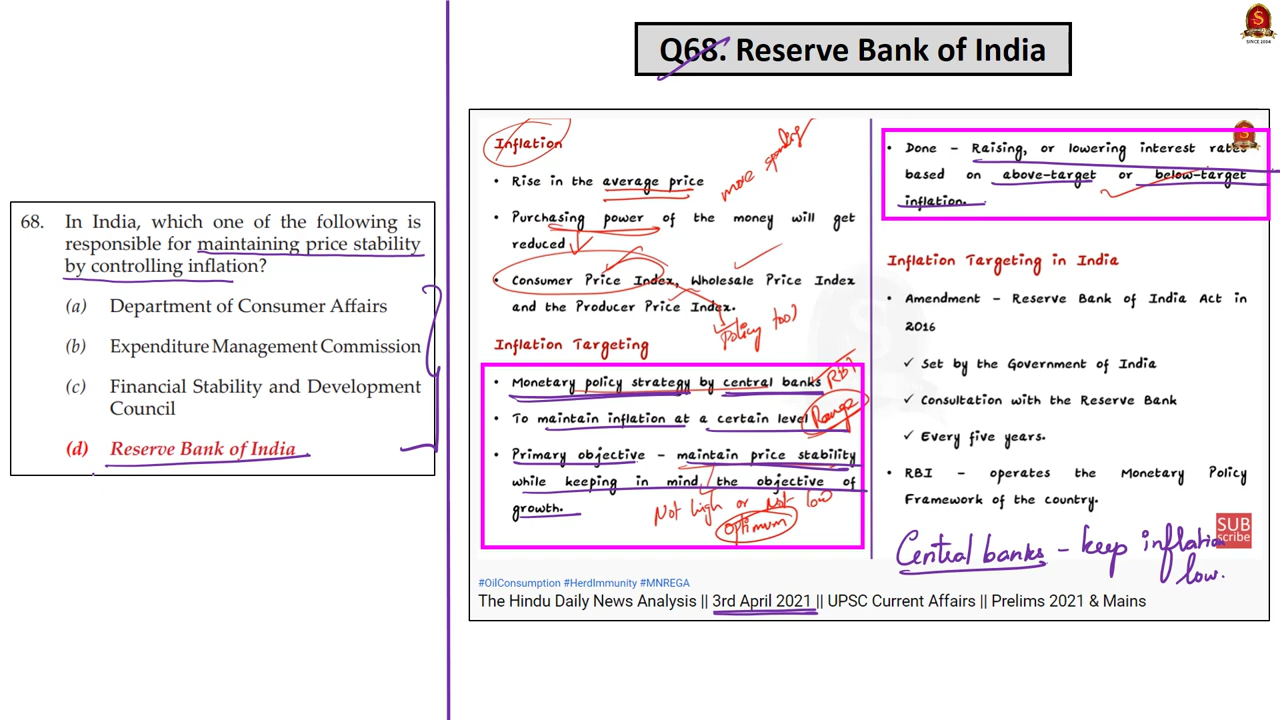 Q68. Reserve Bank of India
SINCE 2004
68. In India, which one of the following is
responsible for maintaining price stability
by controlling inflation?
(a) Department of Consumer Affairs
(b) Expenditure Management Commission
(c) Financial Stability and Development
Council
(d) Reserve Bank of India
Inflation
more spending
• Rise in the average price
• Purchasing power of the money will get
reduced
• Consumer Price Index, Wholesale Price Index
and the Producer Price Index.
Policy tool
Inflation Targeting
• Monetary policy strategy by central banks
RBI
• To maintain inflation at a certain level
Range
• Primary objective - maintain price stability
while keeping in mind the objective of
growth.
Not high or Not low
optimum
• Done - Raising, or lowering interest rates
based on above-target or below-target
inflation.
Inflation Targeting in India
• Amendment - Reserve Bank of India Act in
2016
✓ Set by the Government of India
✓ Consultation with the Reserve Bank
✓ Every five years.
• RBI - operates the Monetary Policy
Framework of the country.
Central banks - keep inflation
low.
SUB
scribe
#OilConsumption #HerdImmunity #MNREGA
The Hindu Daily News Analysis || 3rd April 2021 || UPSC Current Affairs || Prelims 2021 & Mains